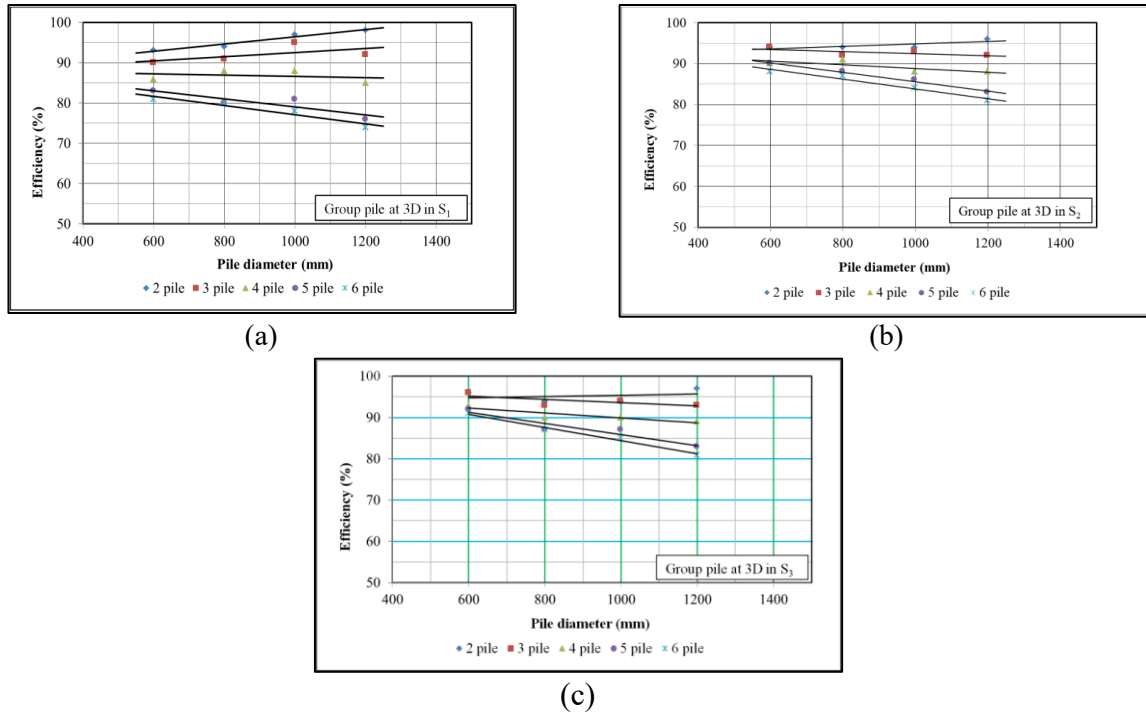 100
90
80
70
60
50
Efficiency (%)
Group pile at 3D in S₁
400 600 800 1000 1200 1400
Pile diameter (mm)
2 pile 3 pile 4 pile 5 pile 6 pile
(a)
100
90
80
70
60
50
Efficiency (%)
Group pile at 3D in S₂
400 600 800 1000 1200 1400
Pile diameter (mm)
2 pile 3 pile 4 pile 5 pile 6 pile
(b)
100
90
80
70
60
50
Efficiency (%)
Group pile at 3D in S₃
400 600 800 1000 1200 1400
Pile diameter (mm)
2 pile 3 pile 4 pile 5 pile 6 pile
(c)